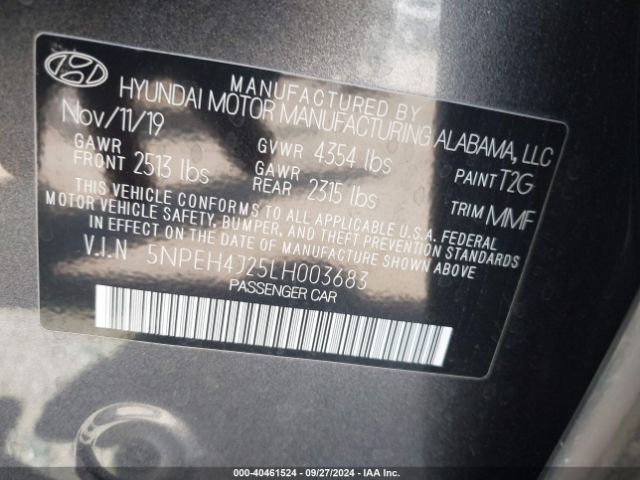 MANUFACTURED BY
HYUNDAI MOTOR MANUFACTURING ALABAMA, LLC
Nov/11/19
GAWR FRONT 2513 lbs
GVWR 4354 lbs
GAWR REAR 2315 lbs
PAINT T2G
TRIM MMF
THIS VEHICLE CONFORMS TO ALL APPLICABLE U.S.A. FEDERAL
MOTOR VEHICLE SAFETY, BUMPER, AND THEFT PREVENTION STANDARDS
IN EFFECT ON THE DATE OF MANUFACTURE SHOWN ABOVE
V.I.N 5NPEH4J25LH003683
PASSENGER CAR
000-40461524 | 09/27/2024 - IAA Inc.